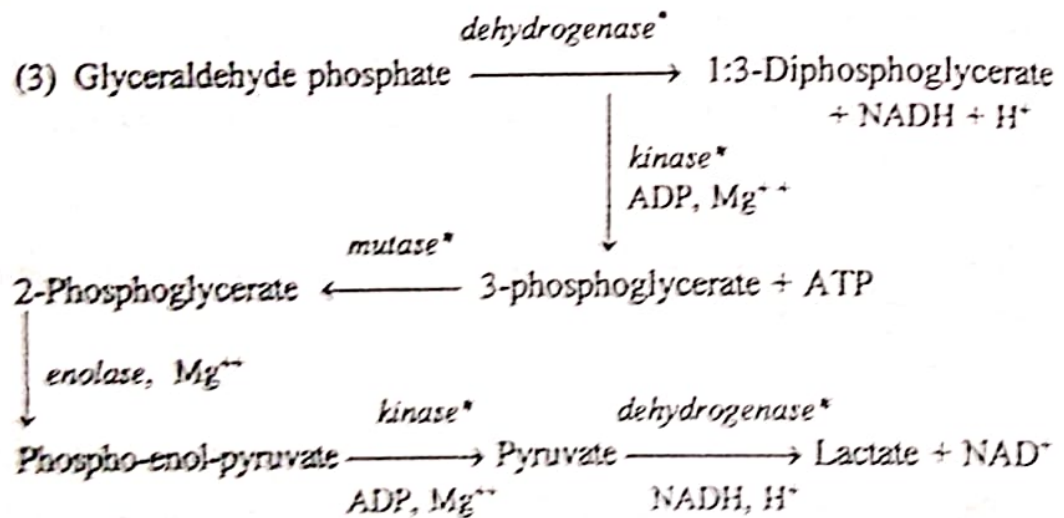 dehydrogenase*
(3) Glyceraldehyde phosphate ⟶ 1:3-Diphosphoglycerate
+ NADH + H⁺
kinase*
ADP, Mg⁺⁺
mutase*
2-Phosphoglycerate ⟵ 3-phosphoglycerate + ATP
enolase, Mg⁺⁺
kinase* dehydrogenase*
Phospho-enol-pyruvate ⟶ Pyruvate ⟶ Lactate + NAD⁺
ADP, Mg⁺⁺ NADH, H⁺